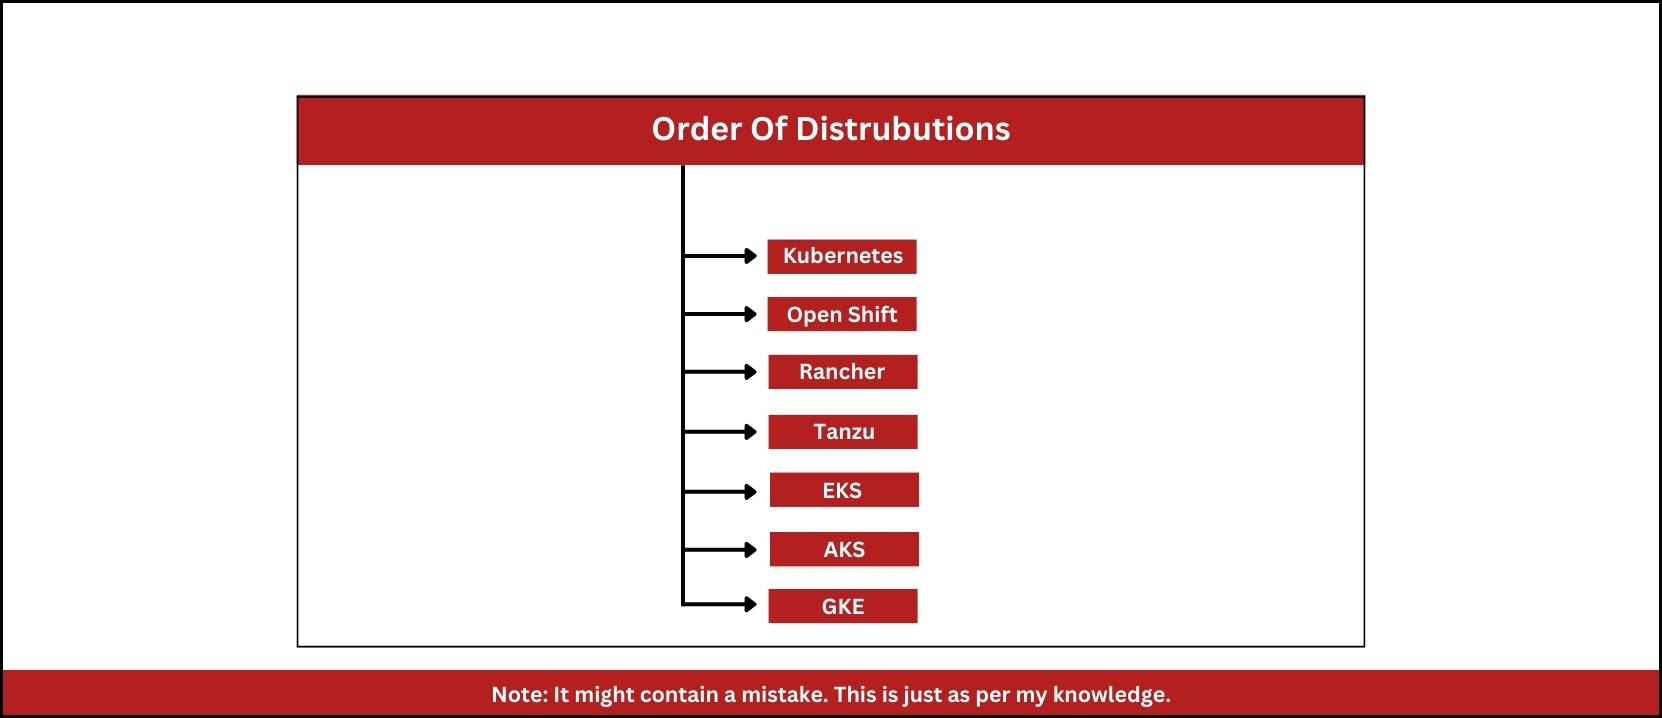 Order Of Distrubutions
Kubernetes
Open Shift
Rancher
Tanzu
EKS
AKS
GKE
Note: It might contain a mistake. This is just as per my knowledge.